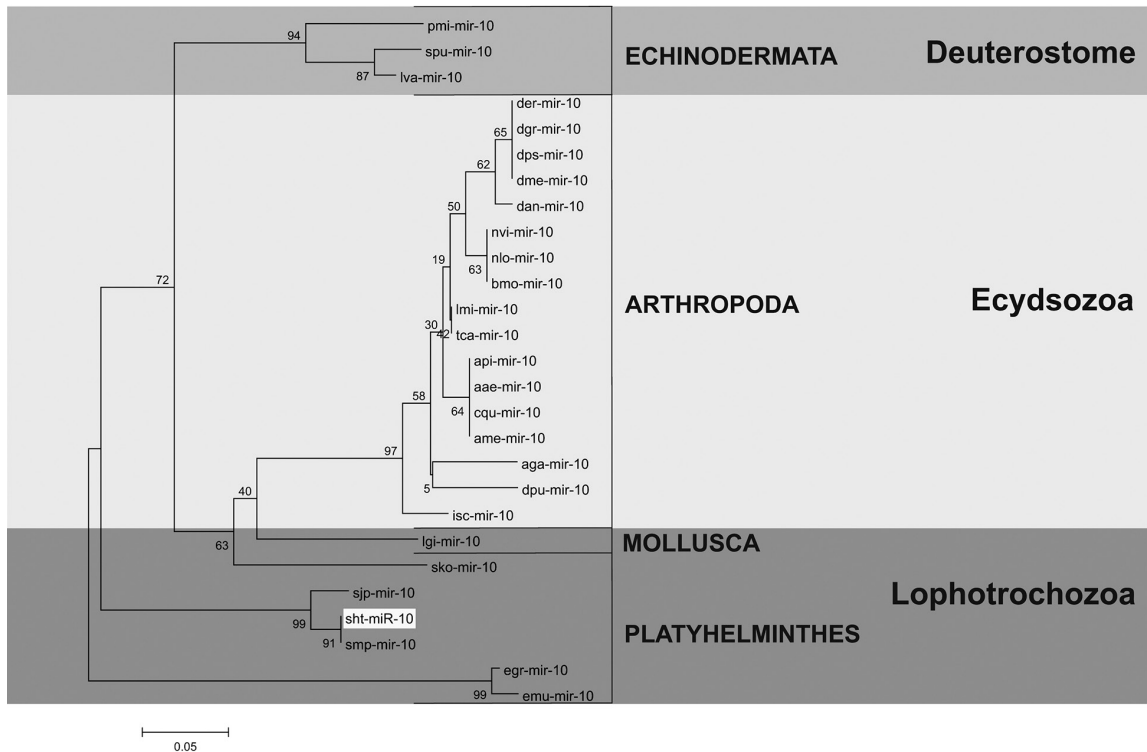 pmi-mir-10
94
spu-mir-10
87
lva-mir-10
ECHINODERMATA
Deuterostome
der-mir-10
65
dgr-mir-10
dps-mir-10
62
dme-mir-10
dan-mir-10
50
nvi-mir-10
nlo-mir-10
63
bmo-mir-10
19
lmi-mir-10
30
42
tca-mir-10
ARTHROPODA
Ecydsozoa
api-mir-10
aae-mir-10
64
cqu-mir-10
ame-mir-10
58
97
aga-mir-10
5
dpu-mir-10
isc-mir-10
72
40
lgi-mir-10
MOLLUSCA
63
sko-mir-10
Lophotrochozoa
sjp-mir-10
99
sht-miR-10
91
smp-mir-10
PLATYHELMINTHES
egr-mir-10
99
emu-mir-10
0.05